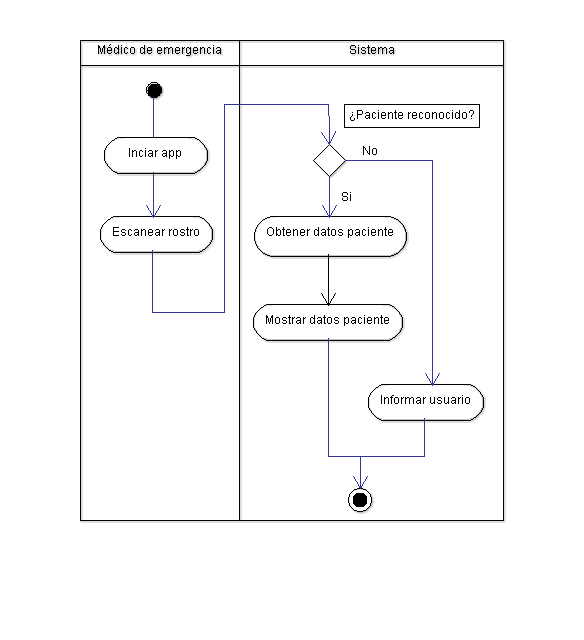 Médico de emergencia
Sistema
¿Paciente reconocido?
Inciar app
No
Si
Escanear rostro
Obtener datos paciente
Mostrar datos paciente
Informar usuario